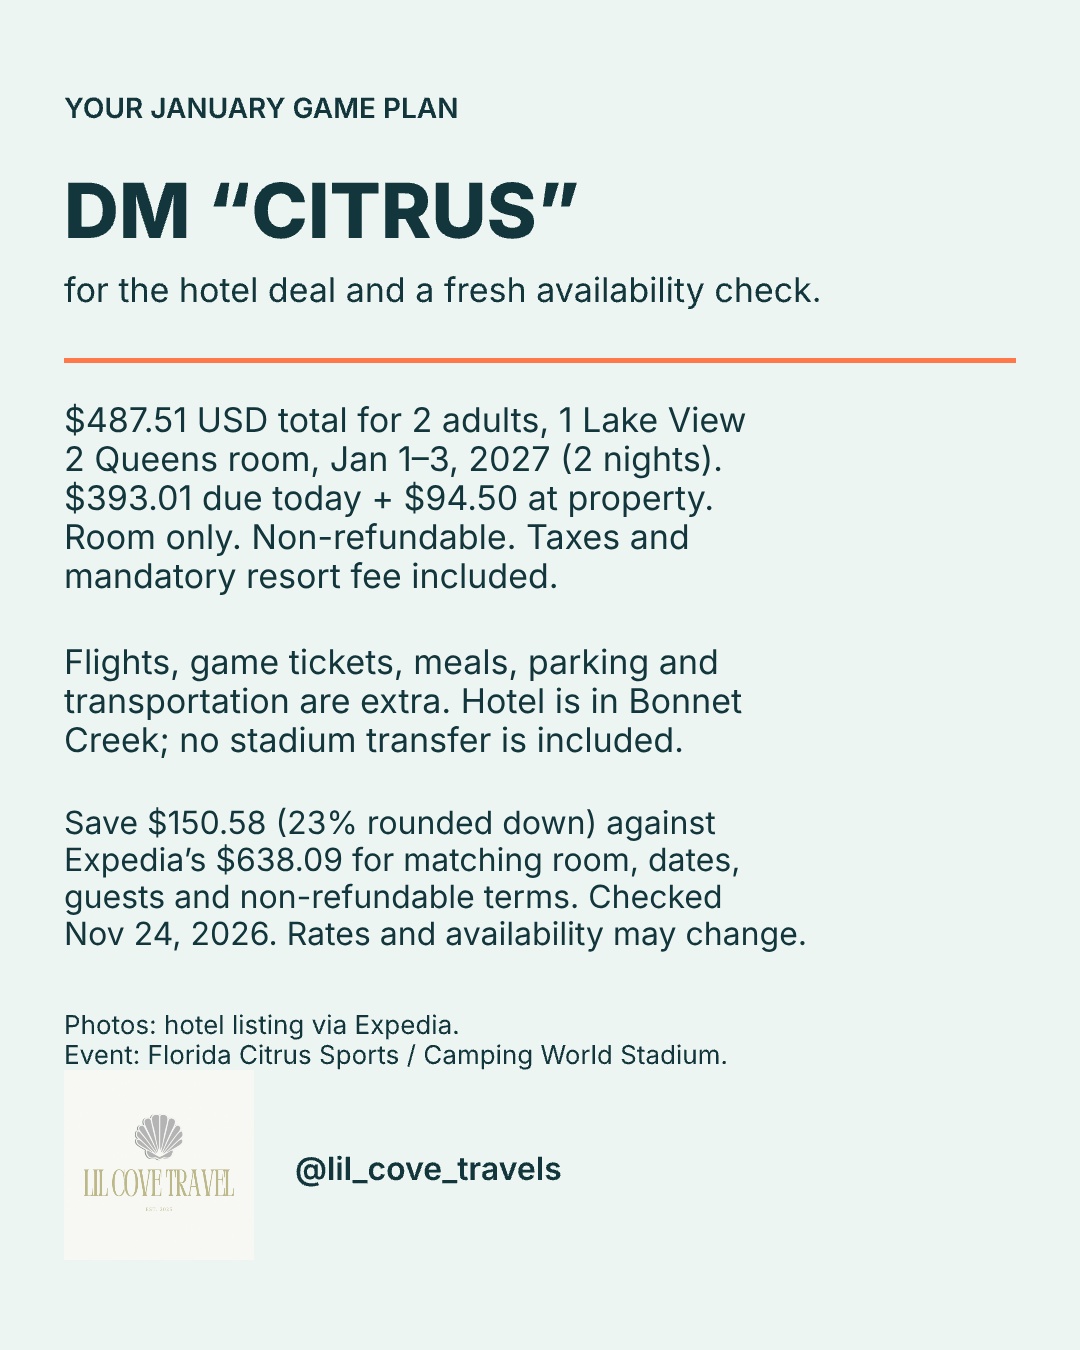 YOUR JANUARY GAME PLAN
DM “CITRUS”
for the hotel deal and a fresh availability check.
$487.51 USD total for 2 adults, 1 Lake View
2 Queens room, Jan 1–3, 2027 (2 nights).
$393.01 due today + $94.50 at property.
Room only. Non-refundable. Taxes and
mandatory resort fee included.
Flights, game tickets, meals, parking and
transportation are extra. Hotel is in Bonnet
Creek; no stadium transfer is included.
Save $150.58 (23% rounded down) against
Expedia’s $638.09 for matching room, dates,
guests and non-refundable terms. Checked
Nov 24, 2026. Rates and availability may change.
Photos: hotel listing via Expedia.
Event: Florida Citrus Sports / Camping World Stadium.
LIL COVE TRAVEL
@lil_cove_travels